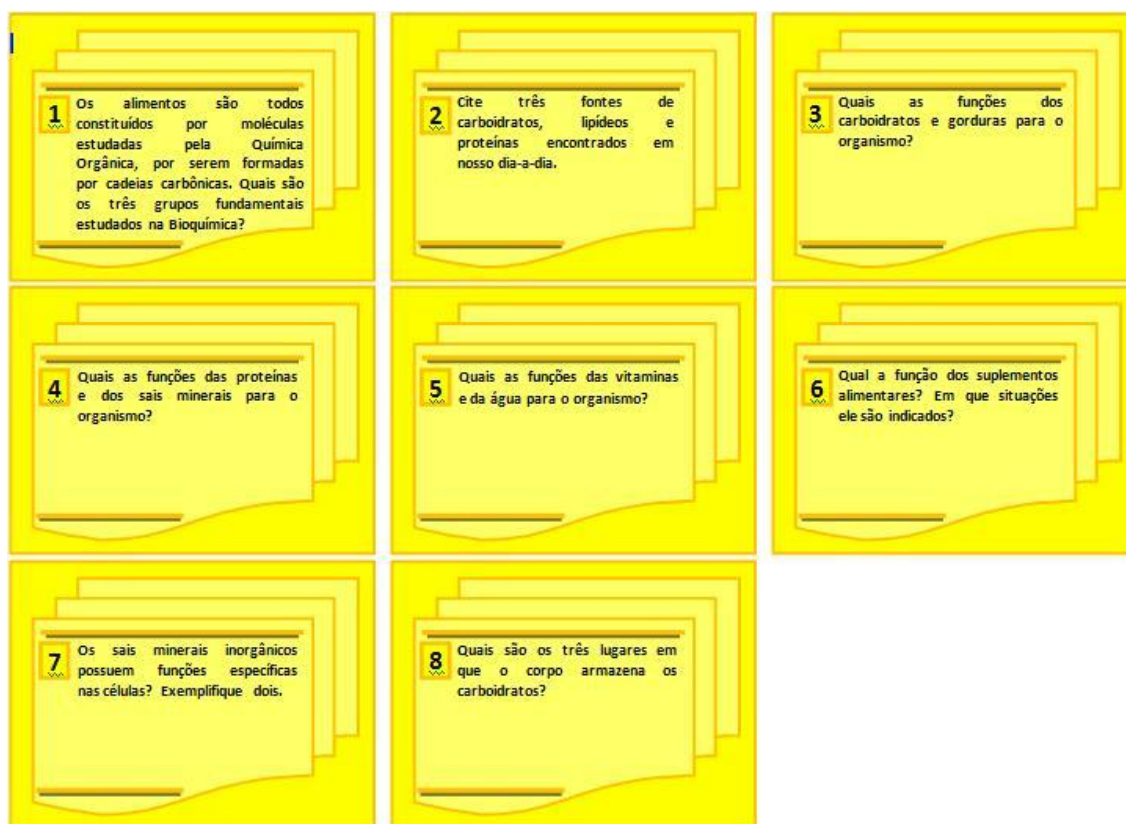 1
Os alimentos são todos
constituídos por moléculas
estudadas pela Química
Orgânica, por serem formadas
por cadeias carbônicas. Quais são
os três grupos fundamentais
estudados na Bioquímica?
2
Cite três fontes de
carboidratos, lipídeos e
proteínas encontrados em
nosso dia-a-dia.
3
Quais as funções dos
carboidratos e gorduras para o
organismo?
4
Quais as funções das proteínas
e dos sais minerais para o
organismo?
5
Quais as funções das vitaminas
e da água para o organismo?
6
Qual a função dos suplementos
alimentares? Em que situações
ele são indicados?
7
Os sais minerais inorgânicos
possuem funções específicas
nas células? Exemplifique dois.
8
Quais são os três lugares em
que o corpo armazena os
carboidratos?